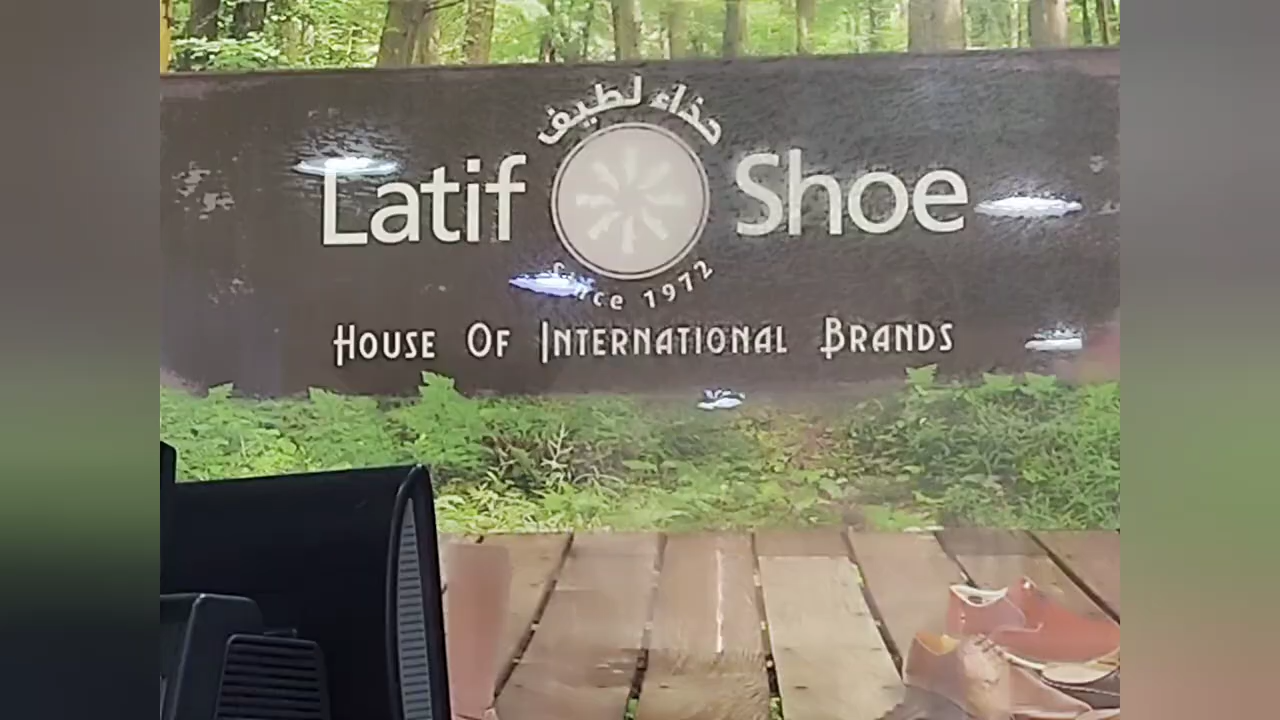 حذاء لطيف
Latif Shoe
Since 1972
House Of International Brands